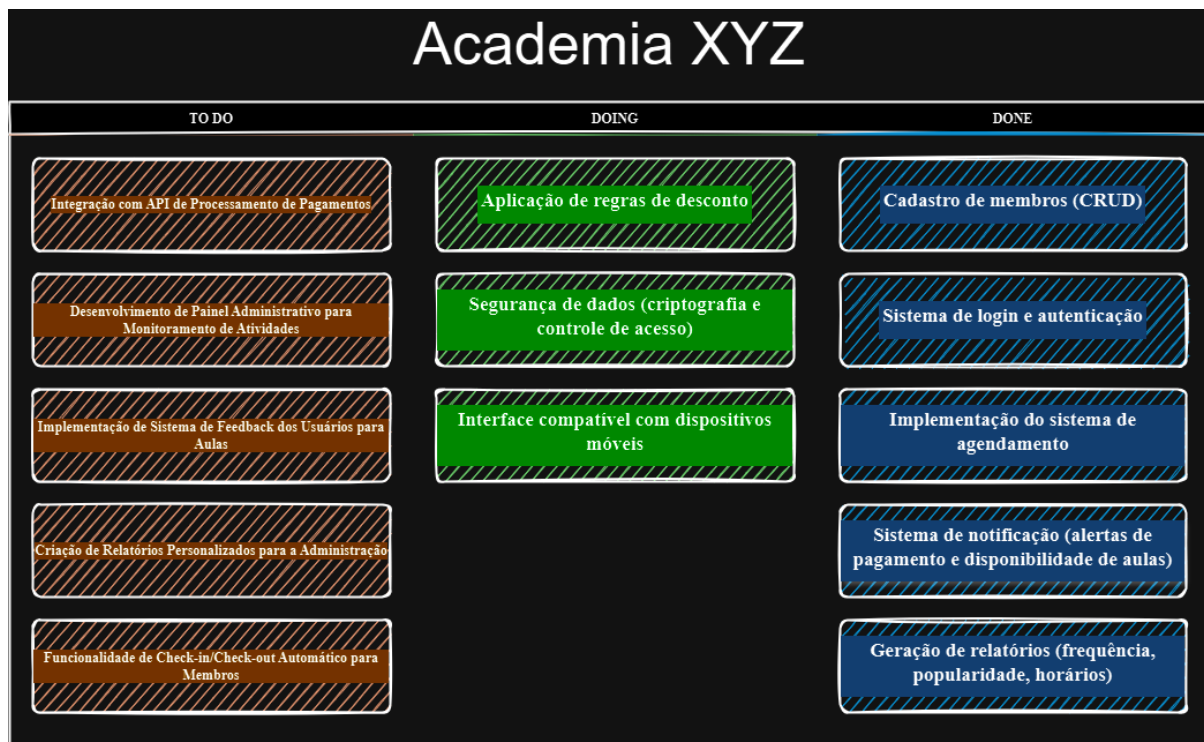 Academia XYZ
TO DO
DOING
DONE
Integração com API de Processamento de Pagamentos
Desenvolvimento de Painel Administrativo para
Monitoramento de Atividades
Implementação de Sistema de Feedback dos Usuários para
Aulas
Criação de Relatórios Personalizados para a Administração
Funcionalidade de Check-in/Check-out Automático para
Membros
Aplicação de regras de desconto
Segurança de dados (criptografia e
controle de acesso)
Interface compatível com dispositivos
móveis
Cadastro de membros (CRUD)
Sistema de login e autenticação
Implementação do sistema de
agendamento
Sistema de notificação (alertas de
pagamento e disponibilidade de aulas)
Geração de relatórios (frequência,
popularidade, horários)